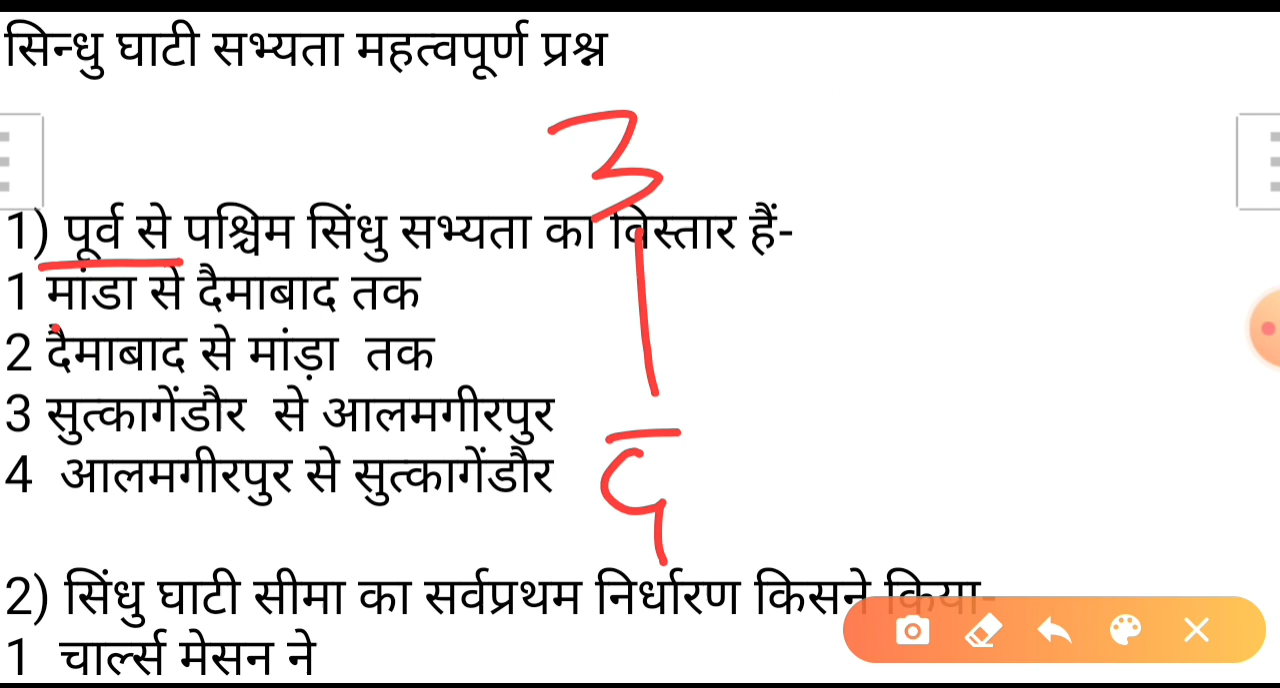 सिन्धु घाटी सभ्यता महत्वपूर्ण प्रश्न
1) पूर्व से पश्चिम सिंधु सभ्यता का विस्तार हैं-
1 मांडा से दैमाबाद तक
2 दैमाबाद से मांड़ा तक
3 सुत्कागेंडौर से आलमगीरपुर
4 आलमगीरपुर से सुत्कागेंडौर
उ
द
2) सिंधु घाटी सीमा का सर्वप्रथम निर्धारण किसने किया-
1 चार्ल्स मेसन ने